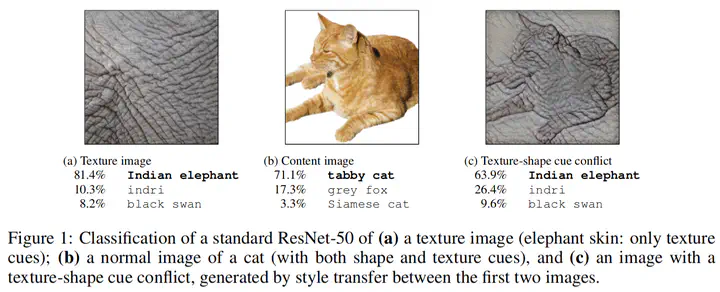 (a) Texture image
81.4% Indian elephant
10.3% indri
8.2% black swan
(b) Content image
71.1% tabby cat
17.3% grey fox
3.3% Siamese cat
(c) Texture-shape cue conflict
63.9% Indian elephant
26.4% indri
9.6% black swan
Figure 1: Classification of a standard ResNet-50 of (a) a texture image (elephant skin: only texture
cues); (b) a normal image of a cat (with both shape and texture cues), and (c) an image with a
texture-shape cue conflict, generated by style transfer between the first two images.